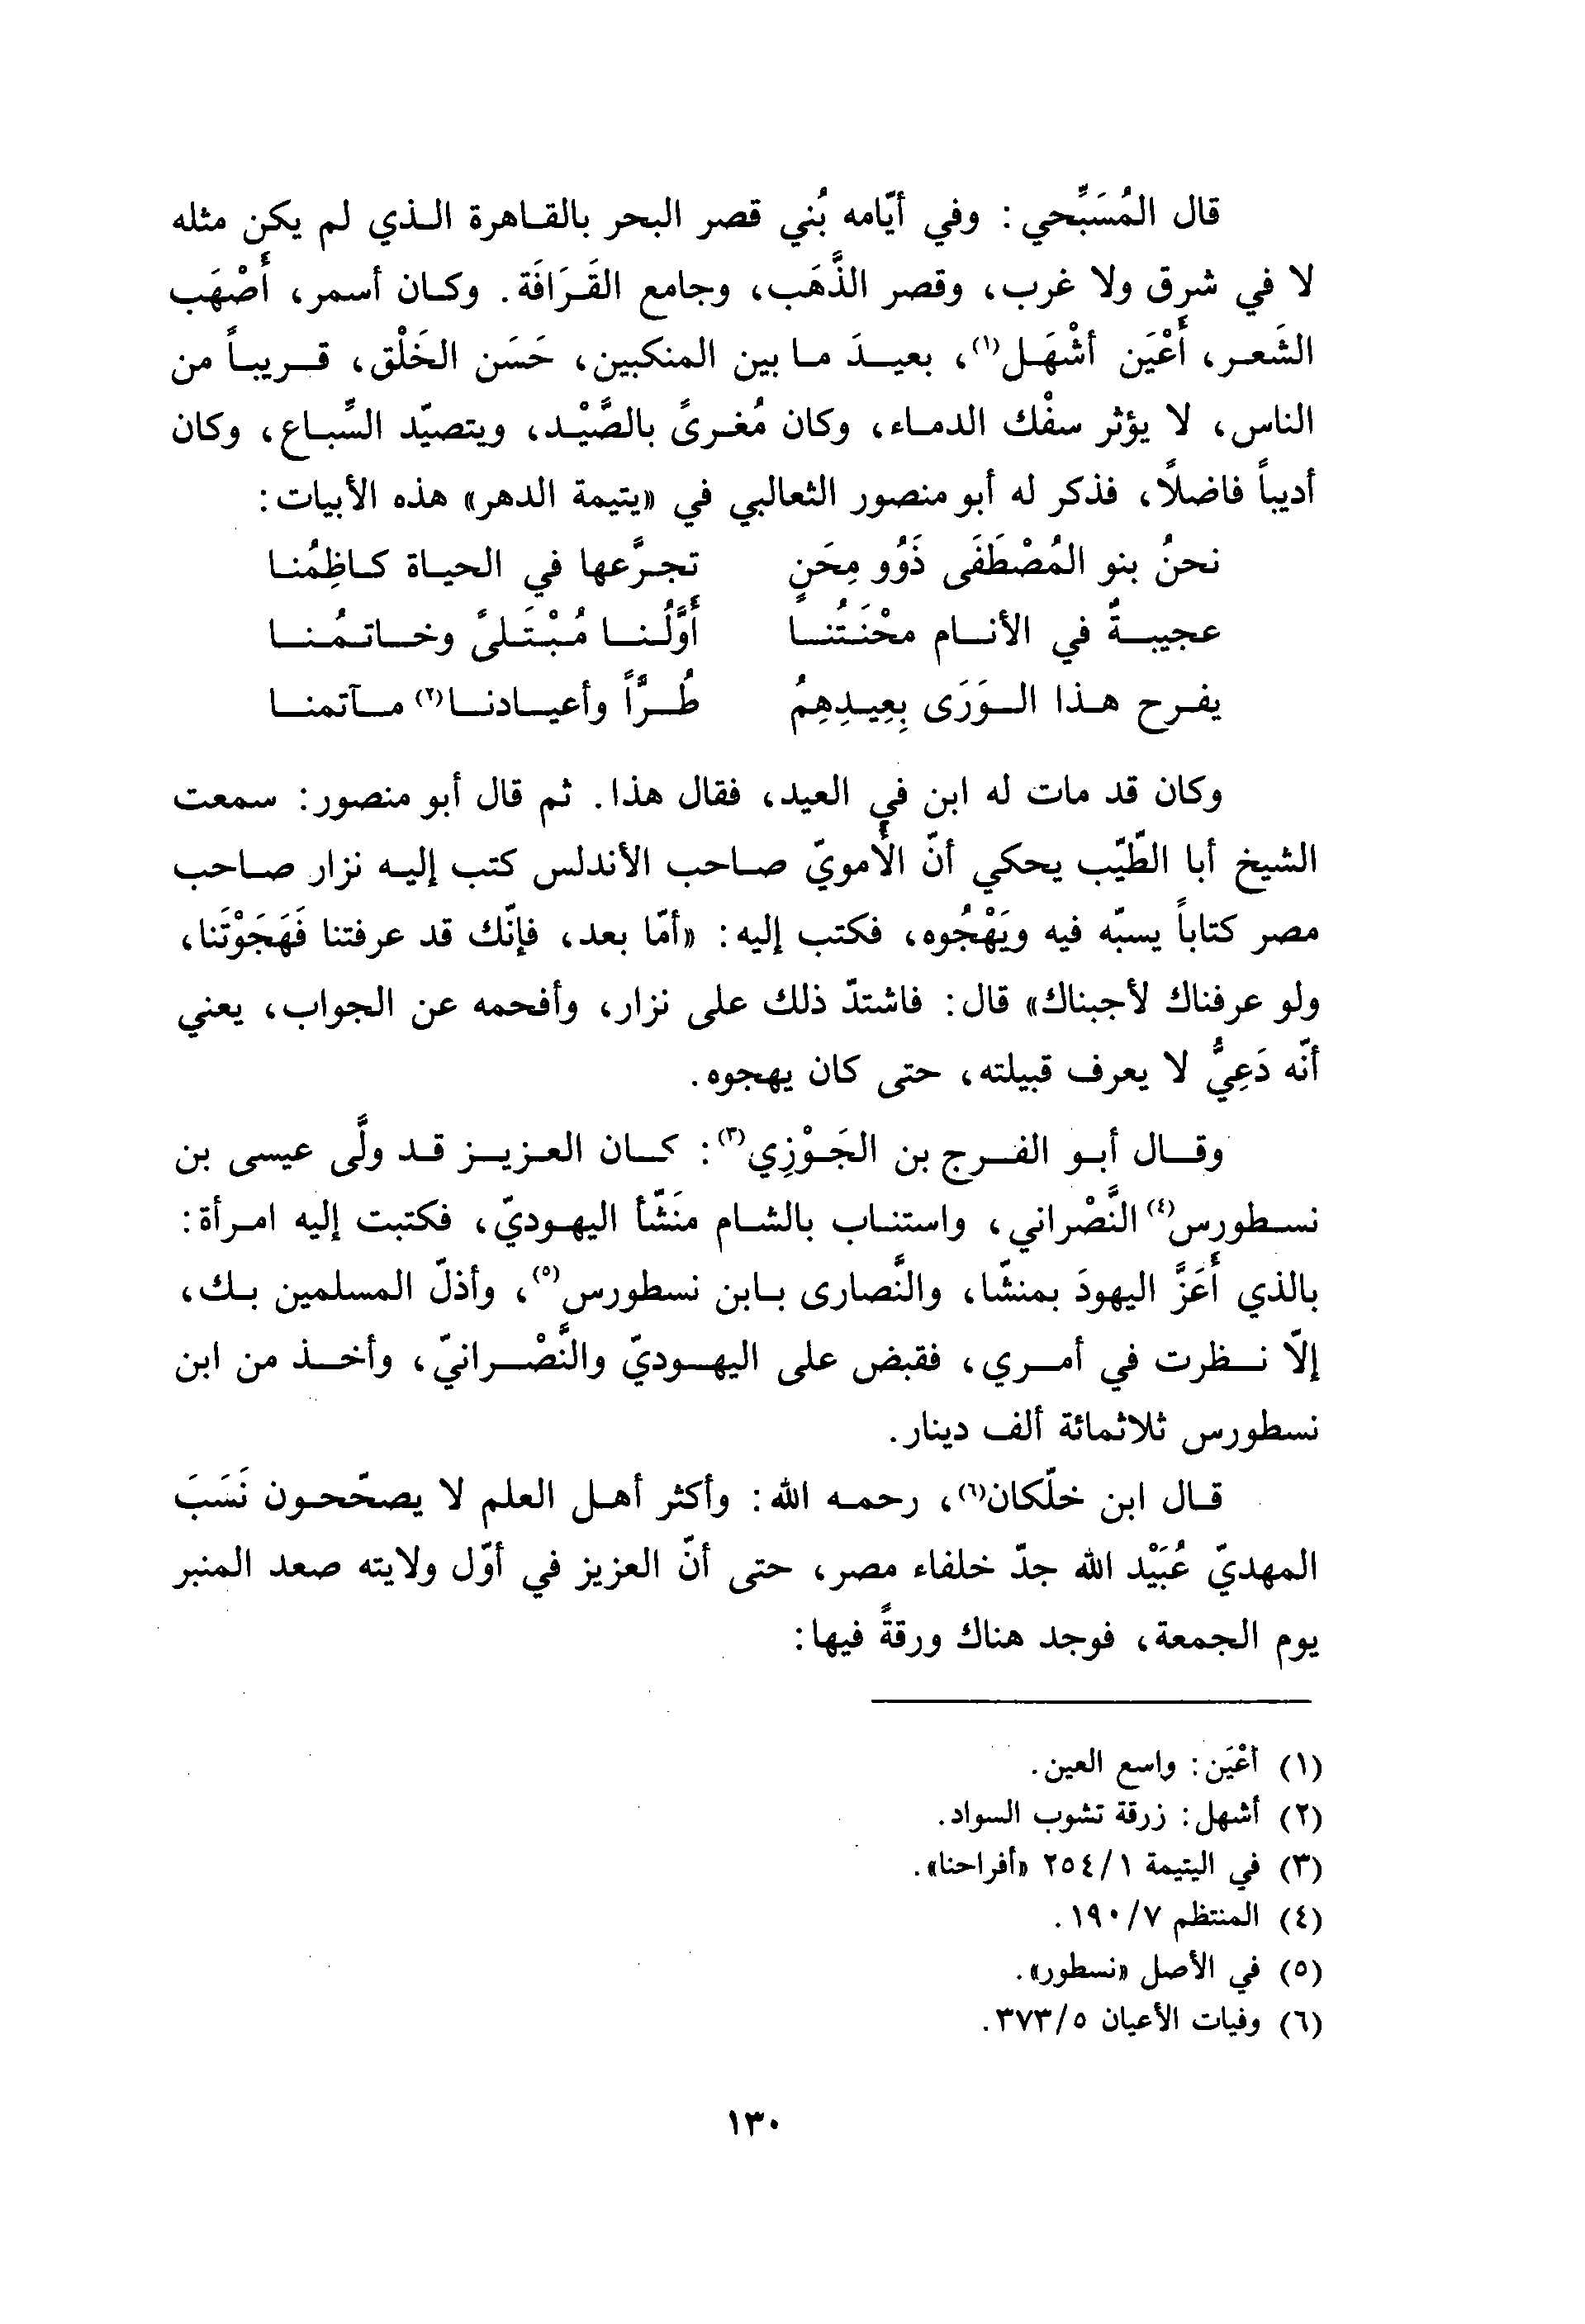 قال المُسَبِّحي: وفي أيّامه بُني قصر البحر بالقاهرة الذي لم يكن مثله
لا في شرق ولا غرب، وقصر الذَّهَب، وجامع القَرَافَة. وكان أسمر، أَصْهَب
الشَعر، أَعْيَن أشْهَل(١)، بعيدَ ما بين المنكبين، حَسَن الخَلْق، قريباً من
الناس، لا يؤثر سفْك الدماء، وكان مُغرىً بالصَّيْد، ويتصيّد السِّباع، وكان
أديباً فاضلاً، فذكر له أبو منصور الثعالبي في «يتيمة الدهر» هذه الأبيات:
نحنُ بنو المُصْطَفَى ذَوُو مِحَنٍ تجرَّعها في الحياة كاظِمُنا
عجيبةٌ في الأنام محْنَتُنا أوَّلُنا مُبْتَلىً وخاتمُنا
يفرح هذا الوَرَى بِعِيدِهِمُ طُرًّاً وأعيادنا(٢) مآتمنا
وكان قد مات له ابن في العيد، فقال هذا. ثم قال أبو منصور: سمعت
الشيخ أبا الطّيّب يحكي أنّ الأمويّ صاحب الأندلس كتب إليه نزار صاحب
مصر كتاباً يسبّه فيه ويَهْجُوه، فكتب إليه: «أمّا بعد، فإنّك قد عرفتنا فَهَجَوْتَنا،
ولو عرفناك لأجبناك» قال: فاشتدّ ذلك على نزار، وأفحمه عن الجواب، يعني
أنّه دَعِيٌّ لا يعرف قبيلته، حتى كان يهجوه.
وقال أبو الفرج بن الجَوْزِي(٣): كان العزيز قد ولَّى عيسى بن
نسطورس(٤) النَّصْراني، واستناب بالشام منَشّأ اليهوديّ، فكتبت إليه امرأة:
بالذي أَعَزَّ اليهودَ بمنشّا، والنَّصارى بابن نسطورس(٥)، وأذلّ المسلمين بك،
إلاّ نظرت في أمري، فقبض على اليهوديّ والنَّصْرانيّ، وأخذ من ابن
نسطورس ثلاثمائة ألف دينار.
قال ابن خلّكان(٦)، رحمه الله: وأكثر أهل العلم لا يصحّحون نَسَبَ
المهديّ عُبَيْد الله جدّ خلفاء مصر، حتى أنّ العزيز في أوّل ولايته صعد المنبر
يوم الجمعة، فوجد هناك ورقةً فيها:
(١) أَعْيَن: واسع العين.
(٢) أشهل: زرقة تشوب السواد.
(٣) في اليتيمة ٢٥٤/١ «أفراحنا».
(٤) المنتظم ١٩٠/٧.
(٥) في الأصل «نسطور».
(٦) وفيات الأعيان ٣٧٣/٥.
١٣٠